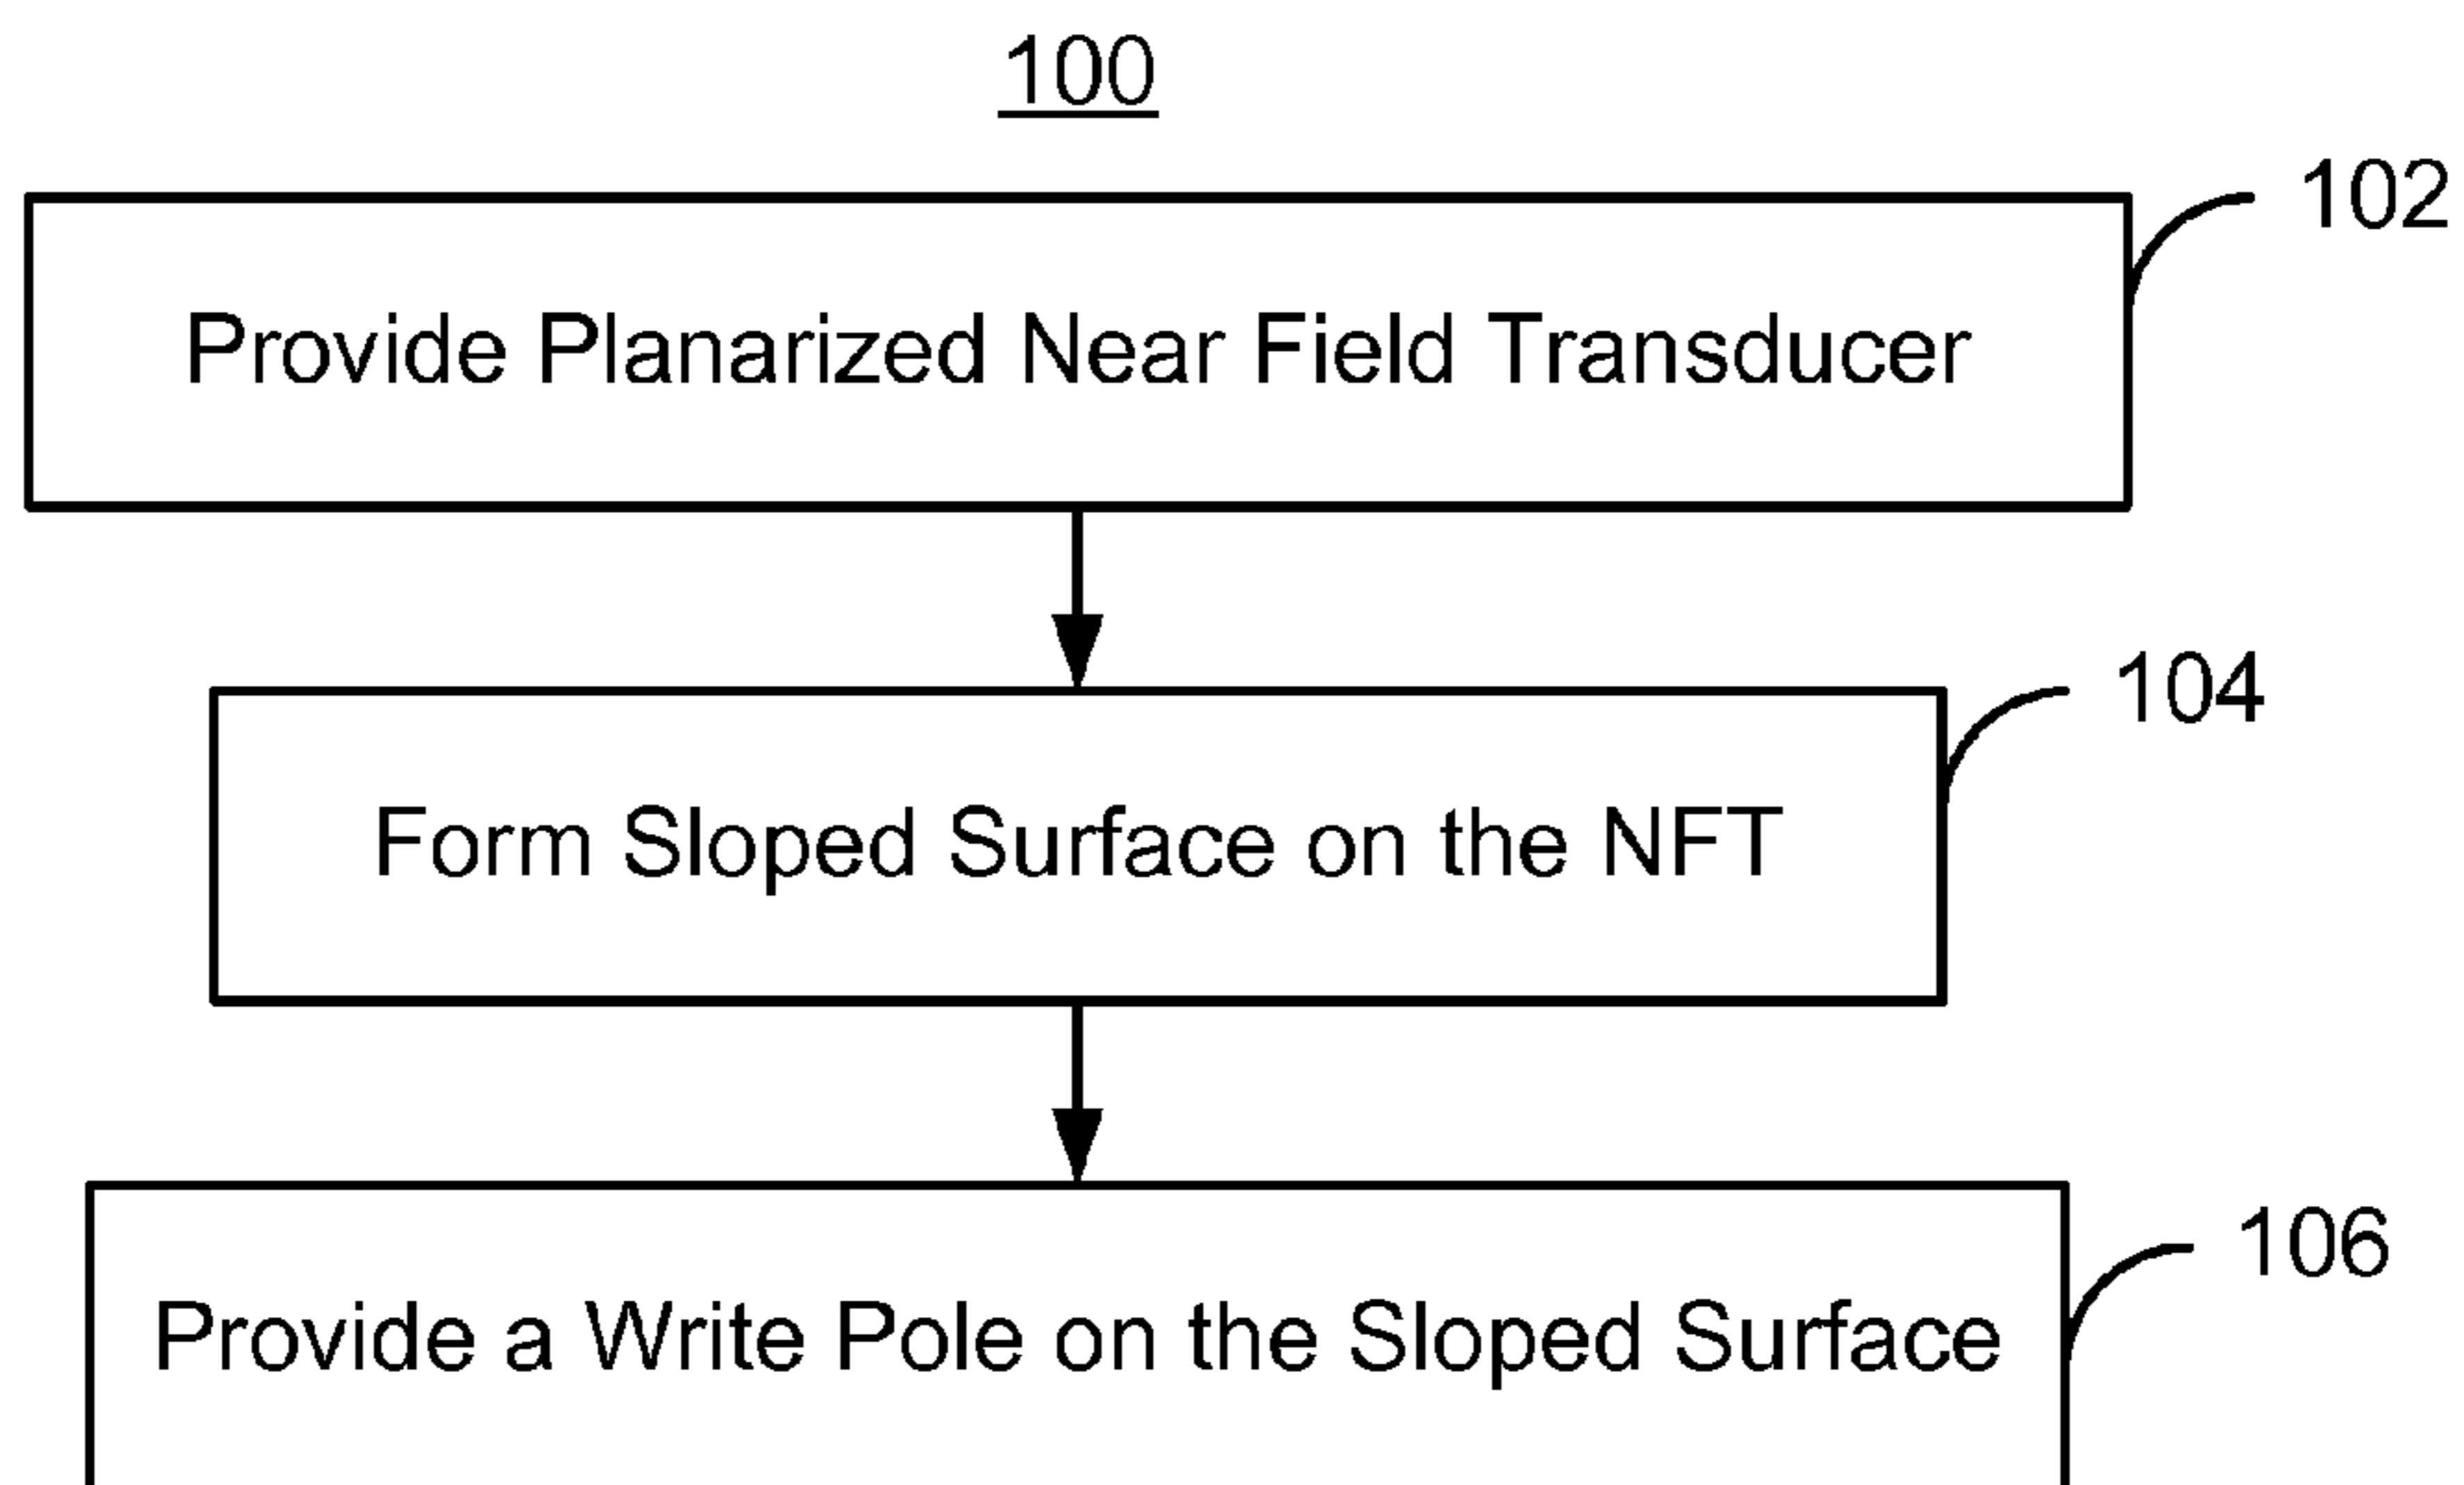 100
102
Provide Planarized Near Field Transducer
104
Form Sloped Surface on the NFT
106
Provide a Write Pole on the Sloped Surface